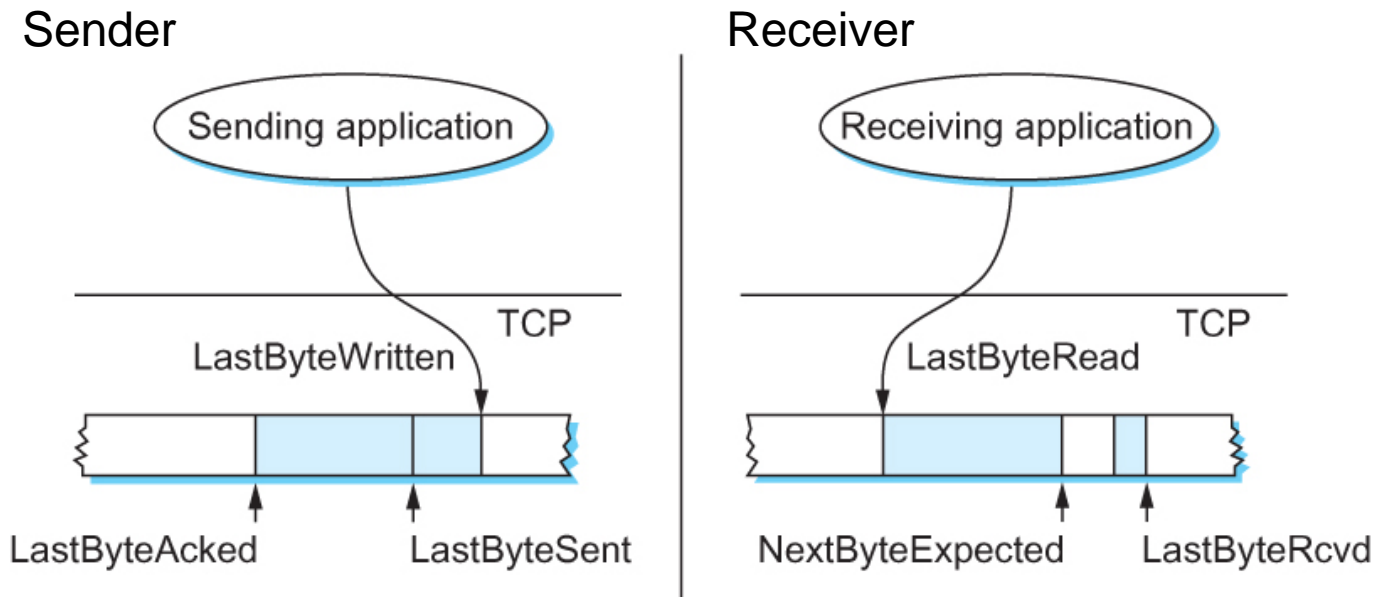 Sender
Receiver
Sending application
Receiving application
TCP
TCP
LastByteWritten
LastByteRead
LastByteAcked
LastByteSent
NextByteExpected
LastByteRcvd